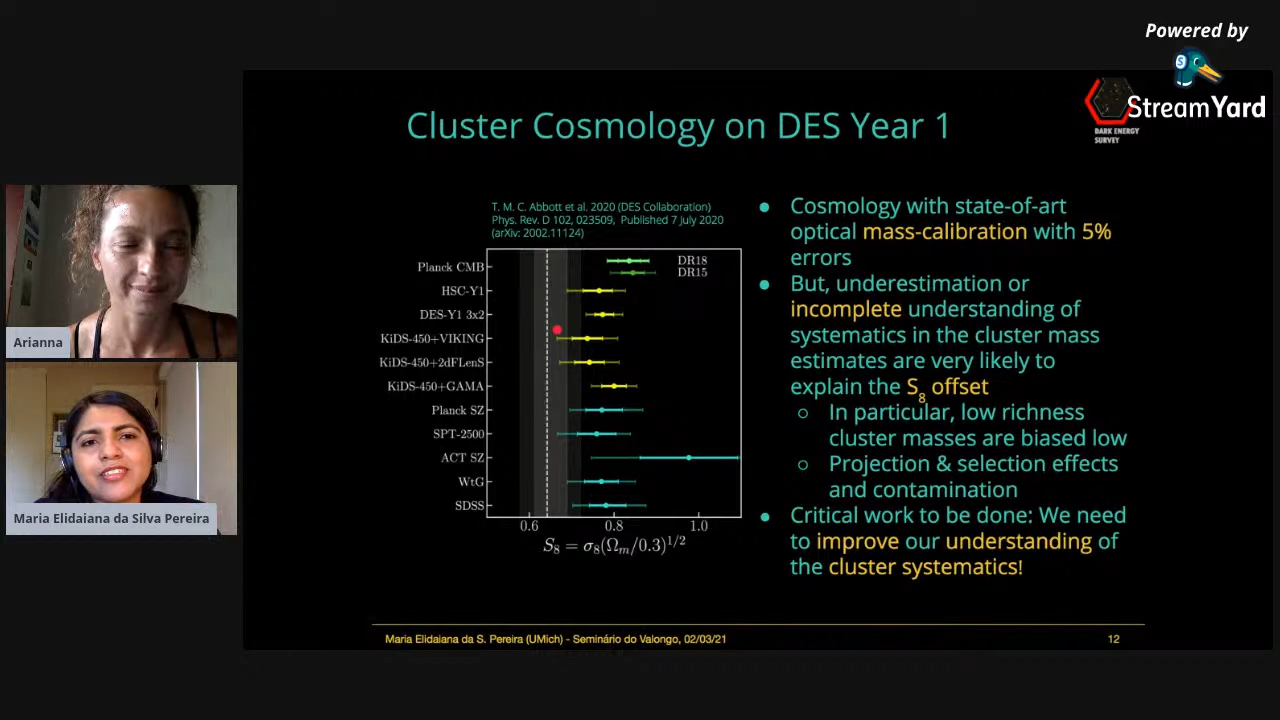 Powered by
StreamYard
DARK ENERGY
SURVEY
Cluster Cosmology on DES Year 1
Arianna
Maria Elidaiana da Silva Pereira
T. M. C. Abbott et al. 2020 (DES Collaboration)
Phys. Rev. D 102, 023509, Published 7 July 2020
(arXiv: 2002.11124)
DR18
DR15
Planck CMB
HSC-Y1
DES-Y1 3x2
KiDS-450+VIKING
KiDS-450+2dFLenS
KiDS-450+GAMA
Planck SZ
SPT-2500
ACT SZ
WtG
SDSS
0.6 0.8 1.0
S₈ = σ₈(Ωₘ/0.3)^1/2
● Cosmology with state-of-art
optical mass-calibration with 5%
errors
● But, underestimation or
incomplete understanding of
systematics in the cluster mass
estimates are very likely to
explain the S₈ offset
○ In particular, low richness
cluster masses are biased low
○ Projection & selection effects
and contamination
● Critical work to be done: We need
to improve our understanding of
the cluster systematics!
Maria Elidaiana da S. Pereira (UMich) - Seminário do Valongo, 02/03/21
12